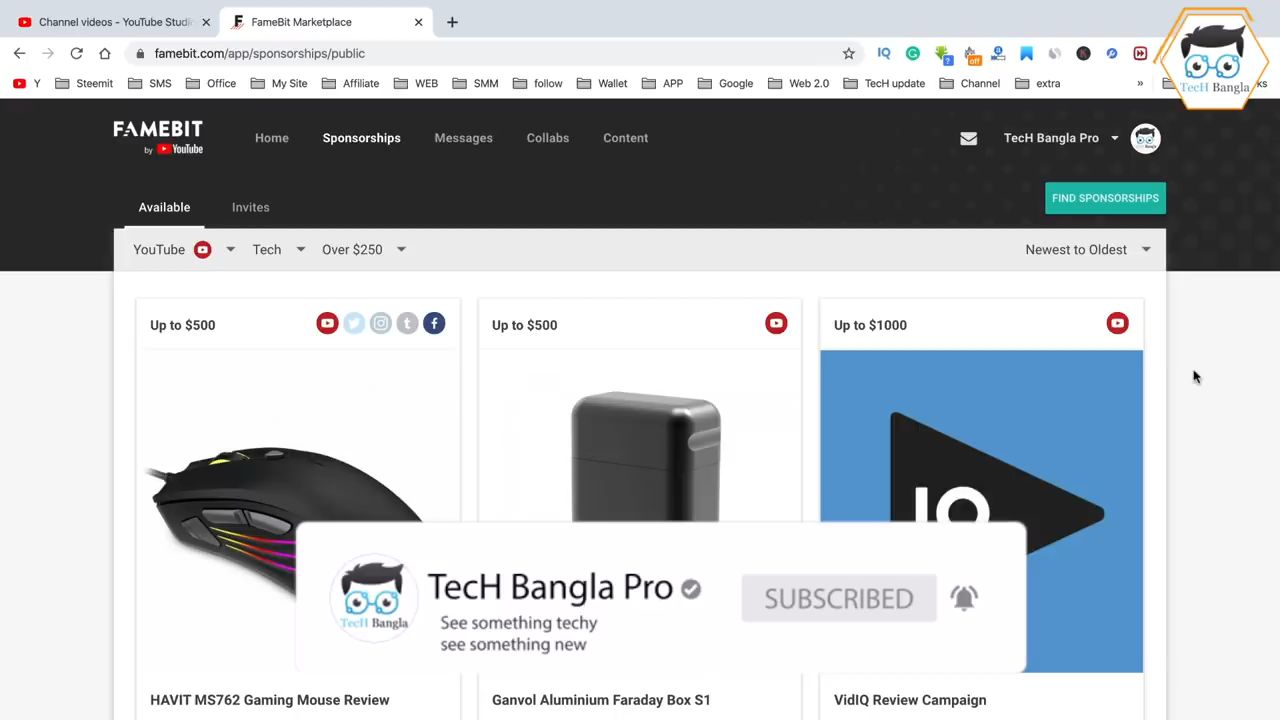 Channel videos - YouTube Studi
FameBit Marketplace
famebit.com/app/sponsorships/public
Y
Steemit
SMS
Office
My Site
Affiliate
WEB
SMM
follow
Wallet
APP
Google
Web 2.0
TecH update
Channel
extra
»
ks
TecH Bangla
FAMEBIT
by YouTube
Home
Sponsorships
Messages
Collabs
Content
TecH Bangla Pro
Available
Invites
FIND SPONSORSHIPS
YouTube
Tech
Over $250
Newest to Oldest
Up to $500
Up to $500
Up to $1000
IQ
TecH Bangla
TecH Bangla Pro
See something techy
see something new
SUBSCRIBED
HAVIT MS762 Gaming Mouse Review
Ganvol Aluminium Faraday Box S1
VidIQ Review Campaign